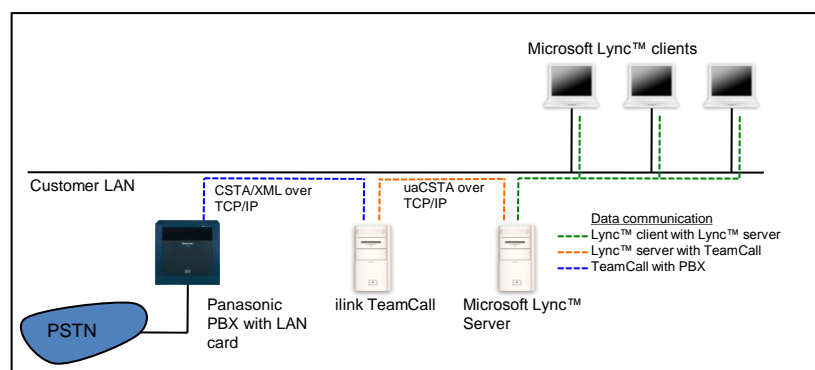 Microsoft Lync™ clients
Customer LAN
CSTA/XML over
TCP/IP
uaCSTA over
TCP/IP
Data communication
Lync™ client with Lync™ server
Lync™ server with TeamCall
TeamCall with PBX
Panasonic
PBX with LAN
card
ilink TeamCall
Microsoft Lync™
Server
PSTN